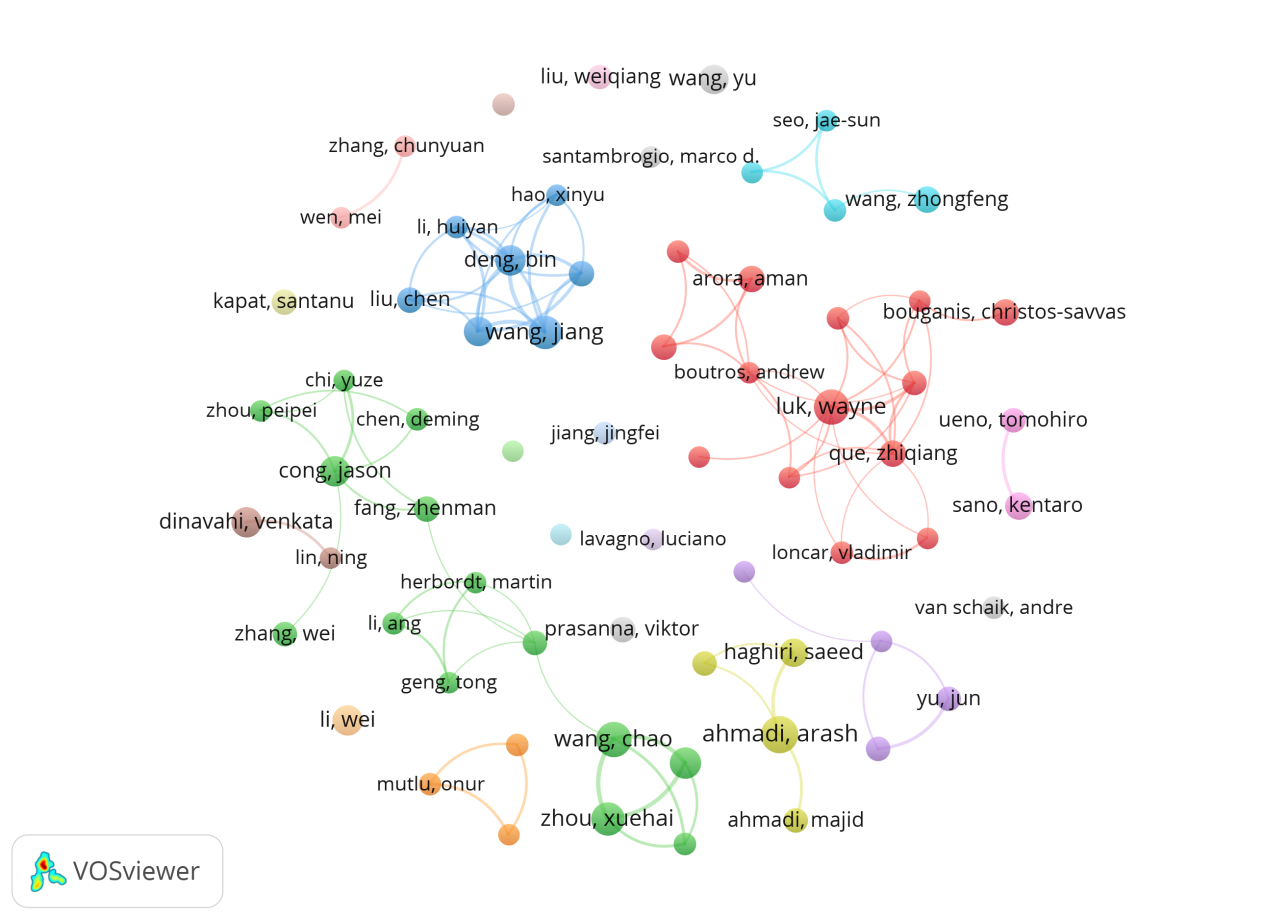 liu, weiqiang
wang, yu
seo, jae-sun
zhang, chunyuan
santambrogio, marco d.
hao, xinyu
wang, zhongfeng
wen, mei
li, huiyan
deng, bin
arora, aman
kapat, santanu
liu, chen
bouganis, christos-savvas
wang, jiang
boutros, andrew
chi, yuze
luk, wayne
zhou, peipei
chen, deming
ueno, tomohiro
jiang, jingfei
que, zhiqiang
cong, jason
sano, kentaro
fang, zhenman
dinavahi, venkata
lavagno, luciano
loncar, vladimir
lin, ning
herbordt, martin
van schaik, andre
li, ang
prasanna, viktor
zhang, wei
haghiri, saeed
geng, tong
yu, jun
li, wei
ahmadi, arash
wang, chao
mutlu, onur
zhou, xuehai
ahmadi, majid
VOSviewer